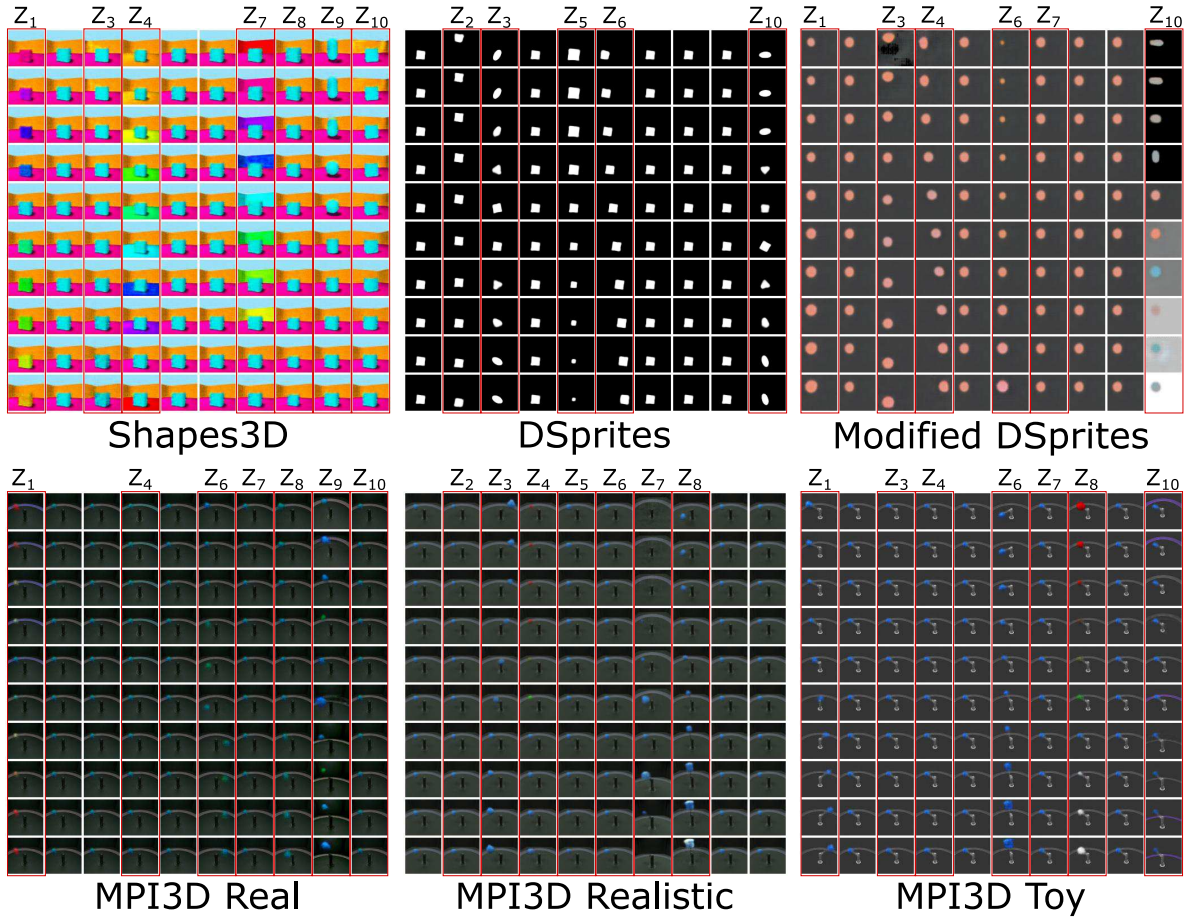 Z1 Z3 Z4 Z7 Z8 Z9 Z10
Z2 Z3 Z5 Z6 Z10
Z1 Z3 Z4 Z6 Z7 Z10
Shapes3D
DSprites
Modified DSprites
Z1 Z4 Z6 Z7 Z8 Z9 Z10
Z2 Z3 Z4 Z5 Z6 Z7 Z8
Z1 Z3 Z4 Z6 Z7 Z8 Z10
MPI3D Real
MPI3D Realistic
MPI3D Toy